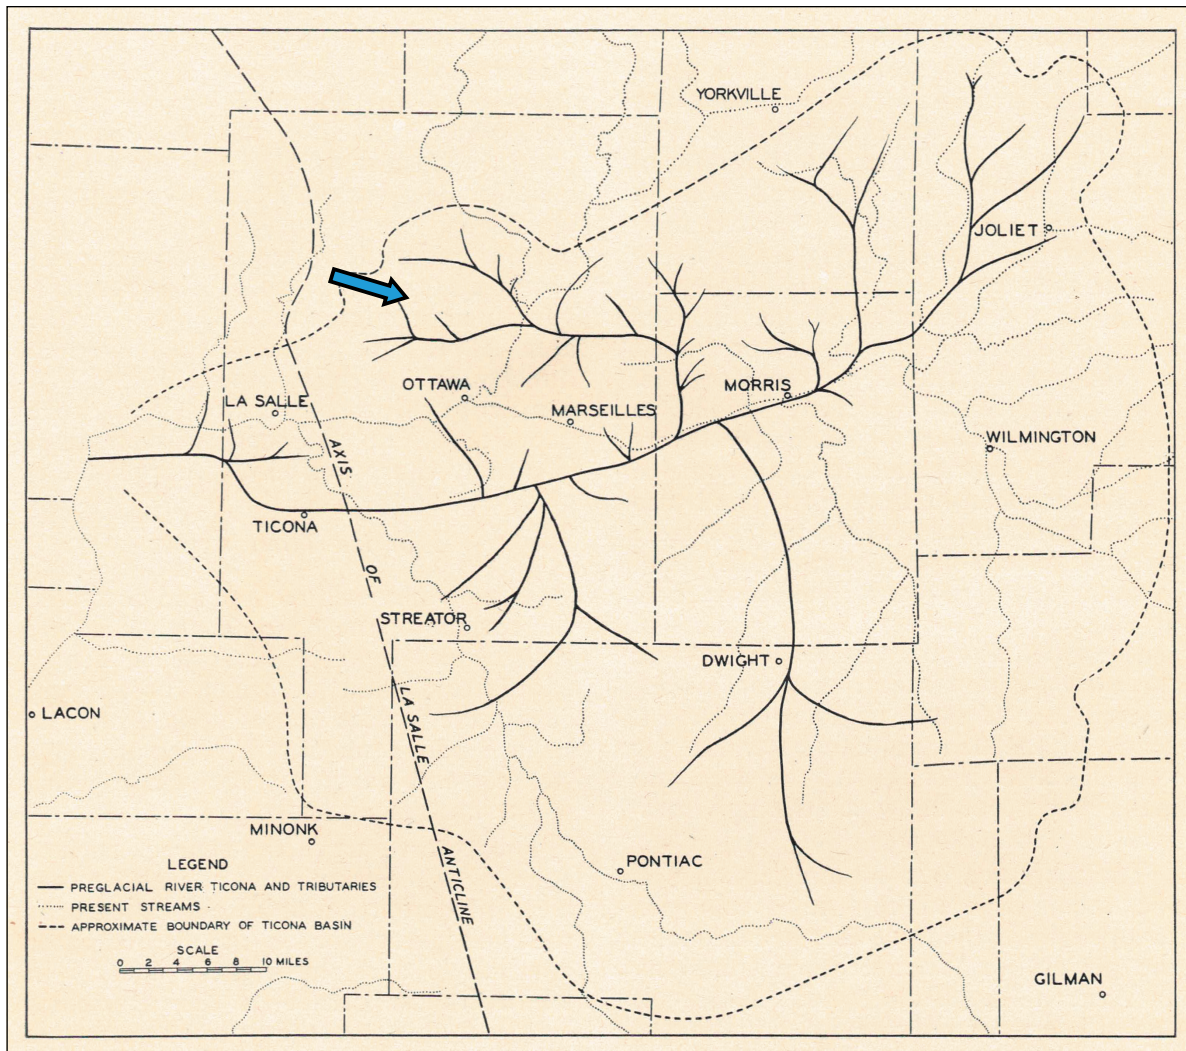 YORKVILLE
JOLIET
LA SALLE
OTTAWA
MORRIS
MARSEILLES
WILMINGTON
AXIS
OF
LA SALLE
ANTICLINE
TICONA
STREATOR
DWIGHT
LACON
MINONK
PONTIAC
GILMAN
LEGEND
PREGLACIAL RIVER TICONA AND TRIBUTARIES
PRESENT STREAMS
APPROXIMATE BOUNDARY OF TICONA BASIN
SCALE
0 2 4 6 8 10 MILES